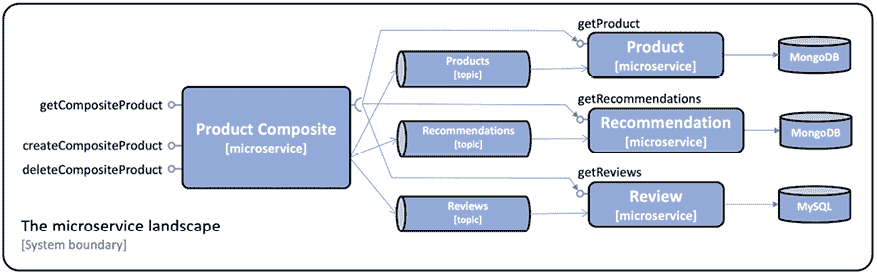 getProduct
Products
[topic]
Product
[microservice]
MongoDB
getCompositeProduct
createCompositeProduct
deleteCompositeProduct
Product Composite
[microservice]
getRecommendations
Recommendations
[topic]
Recommendation
[microservice]
MongoDB
getReviews
Reviews
[topic]
Review
[microservice]
MySQL
The microservice landscape
[System boundary]